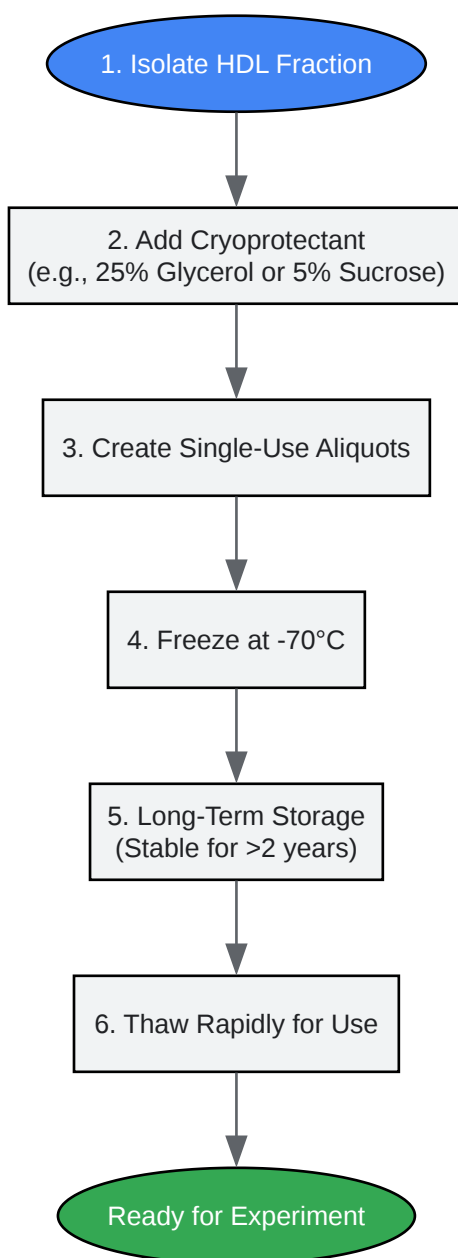 1. Isolate HDL Fraction
2. Add Cryoprotectant
(e.g., 25% Glycerol or 5% Sucrose)
3. Create Single-Use Aliquots
4. Freeze at -70°C
5. Long-Term Storage
(Stable for >2 years)
6. Thaw Rapidly for Use
Ready for Experiment